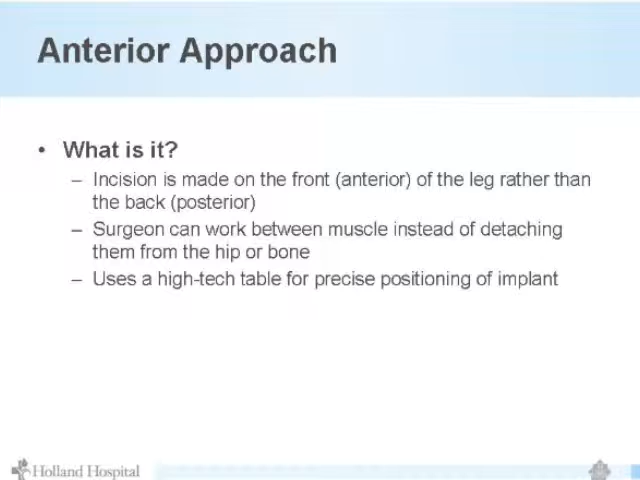 Anterior Approach
• What is it?
– Incision is made on the front (anterior) of the leg rather than
the back (posterior)
– Surgeon can work between muscle instead of detaching
them from the hip or bone
– Uses a high-tech table for precise positioning of implant
Holland Hospital